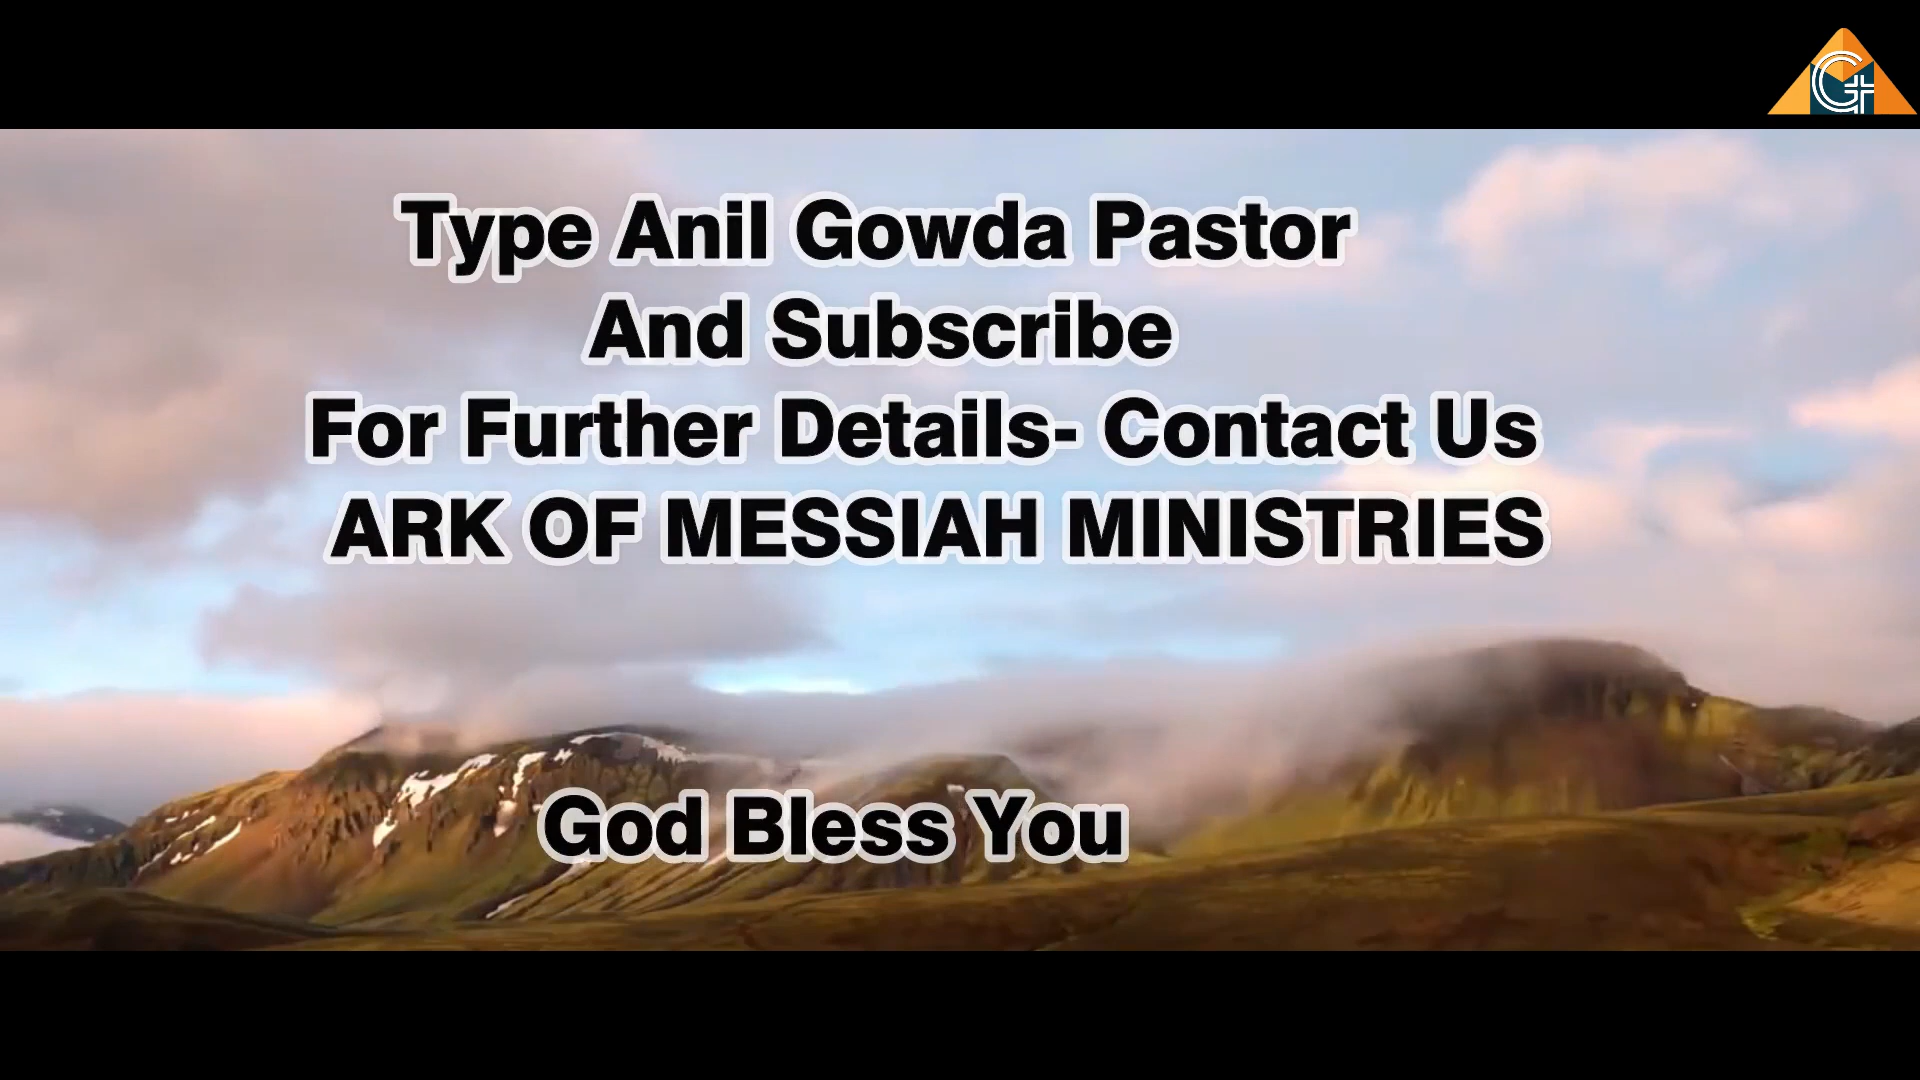 G
Type Anil Gowda Pastor
And Subscribe
For Further Details- Contact Us
ARK OF MESSIAH MINISTRIES
God Bless You